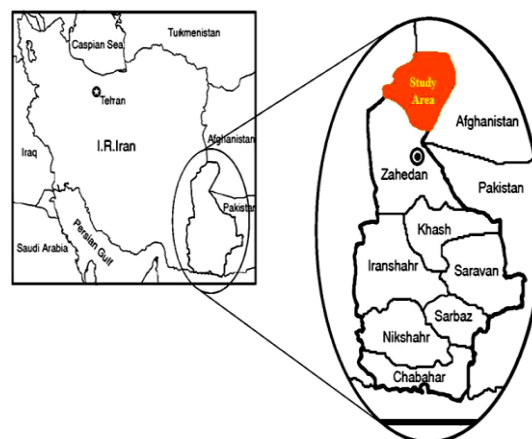 Caspian Sea
Tuikmenistan
Tehran
I.R.Iran
Iraq
Afghanistan
Pakistan
Persian Gulf
Saudi Arabia
Study
Area
Afghanistan
Zahedan
Pakistan
Khash
Iranshahr
Saravan
Sarbaz
Nikshahr
Chabahar